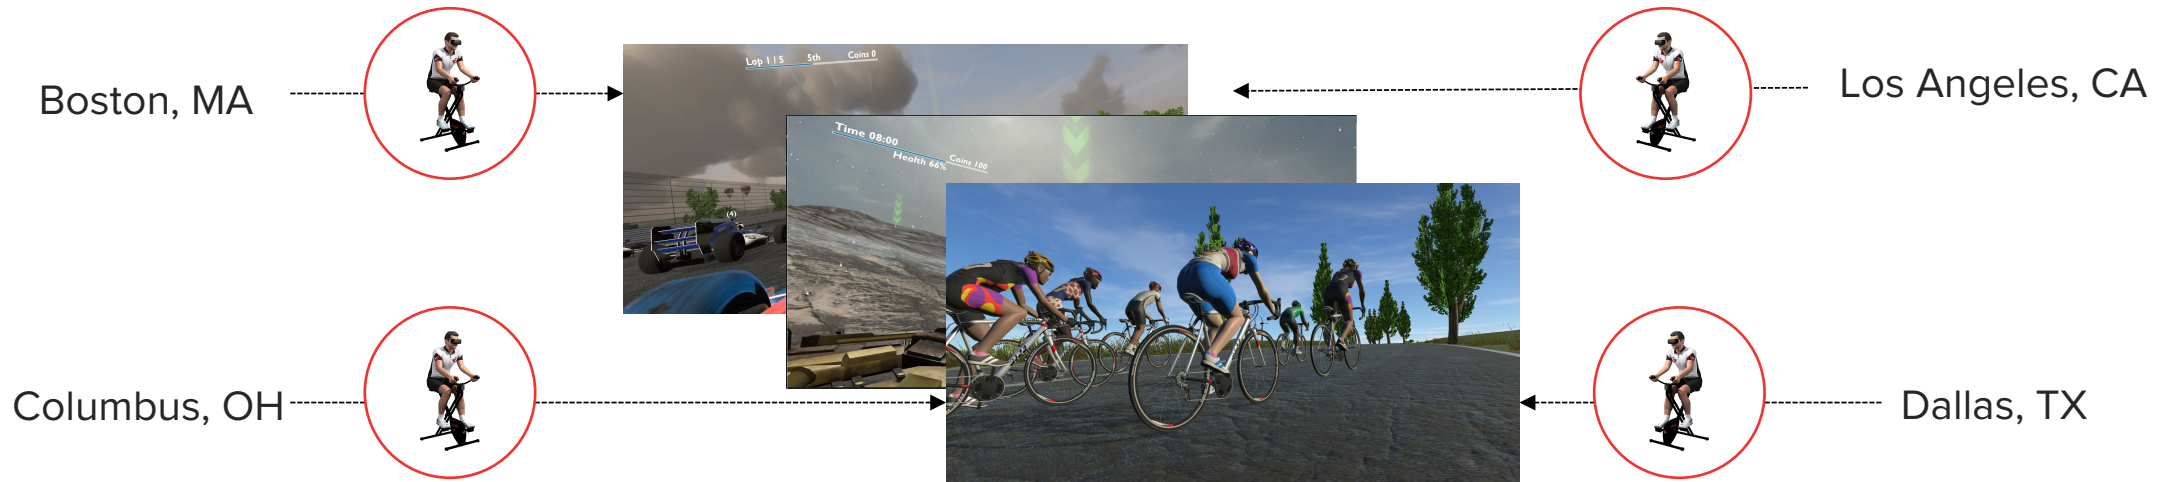 Boston, MA
Lap 1 | 5 5th Coins 0
Los Angeles, CA
Time 08:00
Health 66% Coins 100
(4)
Columbus, OH
Dallas, TX